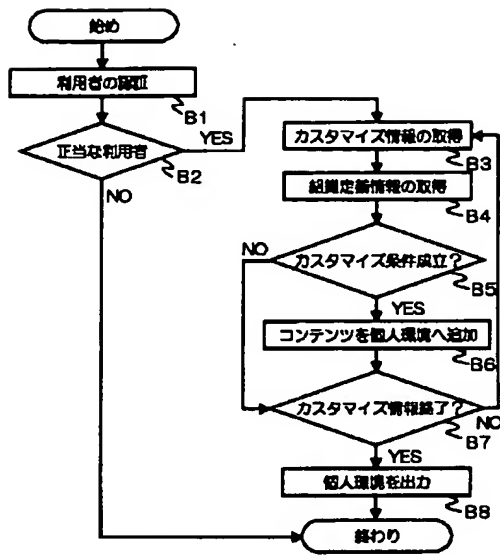 始め
利用者の認証
B1
正当な利用者
B2
YES
NO
カスタマイズ情報の取得
B3
組織定義情報の取得
B4
カスタマイズ条件成立?
B5
NO
YES
コンテンツを個人環境へ追加
B6
カスタマイズ情報終了?
B7
NO
YES
個人環境を出力
B8
終わり